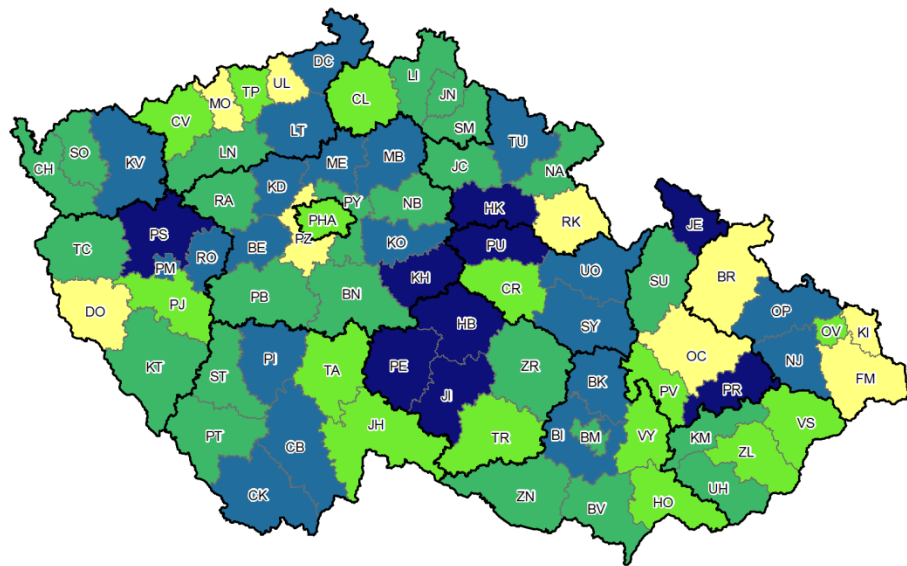 DC
LI
UL
TP
MO
CL
JN
CV
LT
SM
TU
LN
SO
KV
ME
MB
JC
CH
NA
KD
RA
PY
NB
HK
RK
PHA
JE
PS
BE
PZ
KO
PU
TC
RO
UO
PM
KH
SU
BR
PB
BN
CR
DO
PJ
OP
SY
HB
OV
KI
KT
PI
OC
NJ
ST
TA
PE
ZR
FM
BK
JI
PV
PR
JH
VS
PT
TR
BI
BM
VY
KM
CB
ZL
CK
UH
ZN
BV
HO